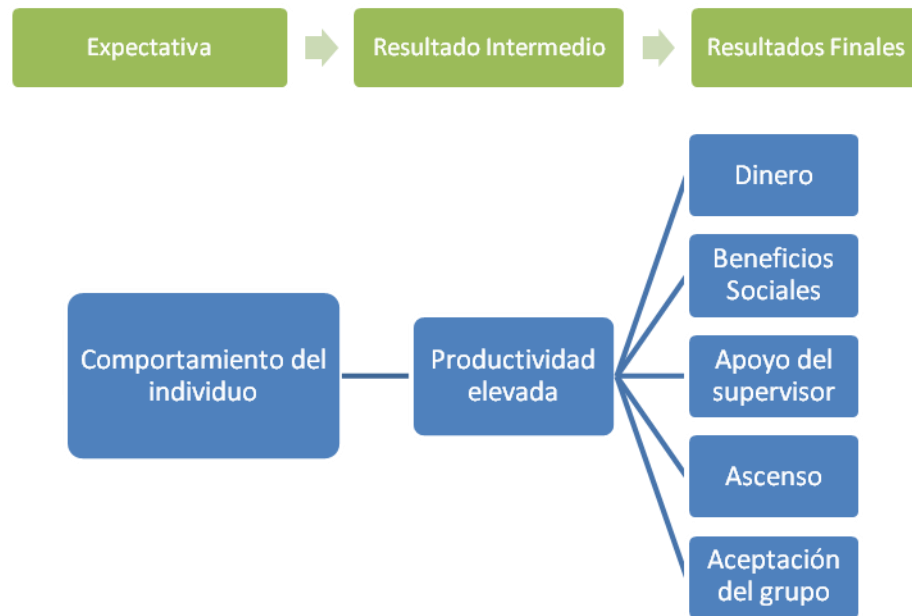 Expectativa
Resultado Intermedio
Resultados Finales
Dinero
Beneficios
Sociales
Comportamiento del
individuo
Productividad
elevada
Apoyo del
supervisor
Ascenso
Aceptación
del grupo